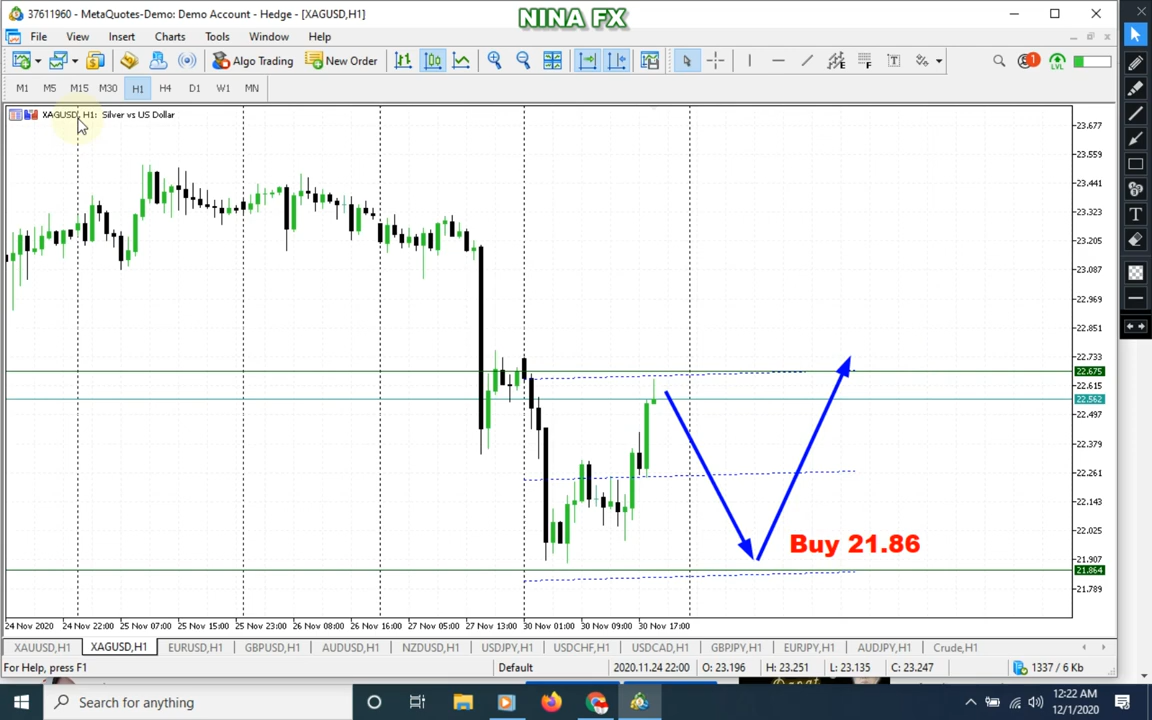 37611960 - MetaQuotes-Demo: Demo Account - Hedge - [XAGUSD,H1]
NINA FX
File View Insert Charts Tools Window Help
Algo Trading New Order
E F T 1 LVL
M1 M5 M15 M30 H1 H4 D1 W1 MN
XAGUSD, H1: Silver vs US Dollar
T
23.677
23.559
23.441
23.323
23.205
23.087
22.969
22.851
22.733
22.675
22.615
22.562
22.497
22.379
22.261
22.143
22.025
Buy 21.86
21.907
21.864
21.789
24 Nov 2020 24 Nov 22:00 25 Nov 07:00 25 Nov 15:00 25 Nov 23:00 26 Nov 08:00 26 Nov 16:00 27 Nov 05:00 27 Nov 13:00 30 Nov 01:00 30 Nov 09:00 30 Nov 17:00
XAUUSD,H1 XAGUSD,H1 EURUSD,H1 GBPUSD,H1 AUDUSD,H1 NZDUSD,H1 USDJPY,H1 USDCHF,H1 USDCAD,H1 GBPJPY,H1 EURJPY,H1 AUDJPY,H1 Crude,H1
For Help, press F1 Default 2020.11.24 22:00 O: 23.196 H: 23.251 L: 23.135 C: 23.247 1337 / 6 Kb
Search for anything
12:22 AM
12/1/2020